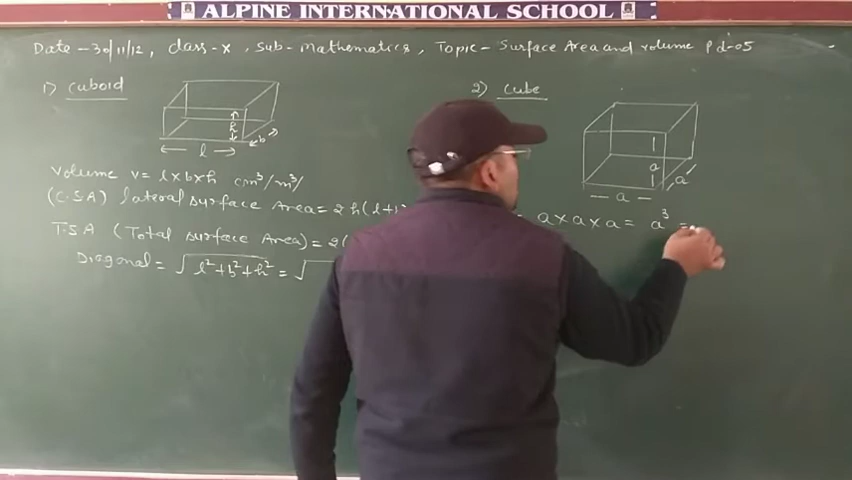 ALPINE INTERNATIONAL SCHOOL
Date - 30/11/12, class-x, Sub- Mathematics, Topic- Surface Area and volume Pd-05
1) cuboid
h
b
l
volume v = l×b×h cm³/m³/
(C.S.A) lateral surface Area = 2h(l+
T.S.A (Total surface Area) = 2(
Diagonal = √l²+b²+h² = √
2) cube
a
a
a
a×a×a = a³ =